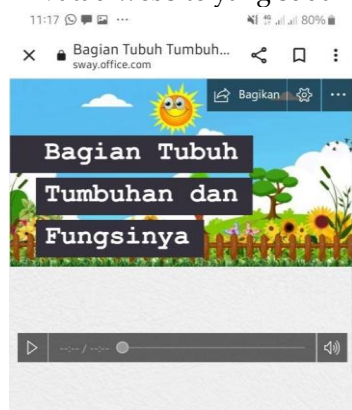 11:17 ... 80%
Bagian Tubuh Tumbuh...
sway.office.com
Bagikan ...
Bagian Tubuh
Tumbuhan dan
Fungsinya
--:-- / --:--